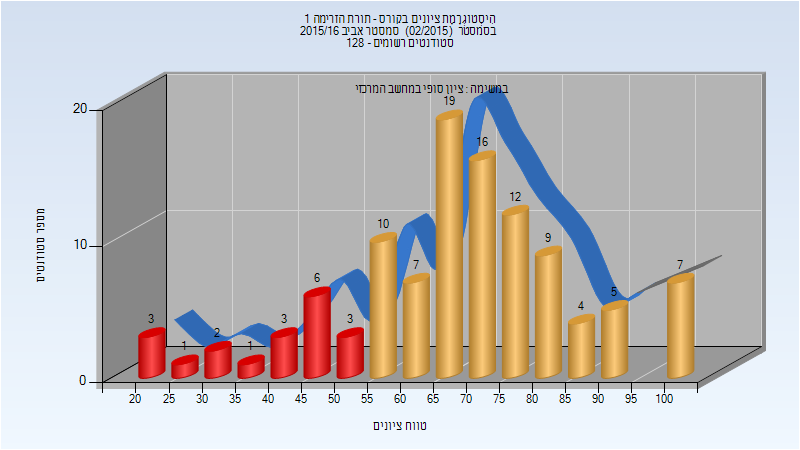 היסטוגרמת ציונים בקורס - תורת הזרימה 1
בסמסטר (02/2015) סמסטר אביב 2015/16
סטודנטים רשומים - 128
במשימה : ציון סופי במחשב המרכזי
מספר סטודנטים
20
10
0
3
1
2
1
3
6
3
10
7
19
16
12
9
4
5
7
20 25 30 35 40 45 50 55 60 65 70 75 80 85 90 95 100
טווח ציונים